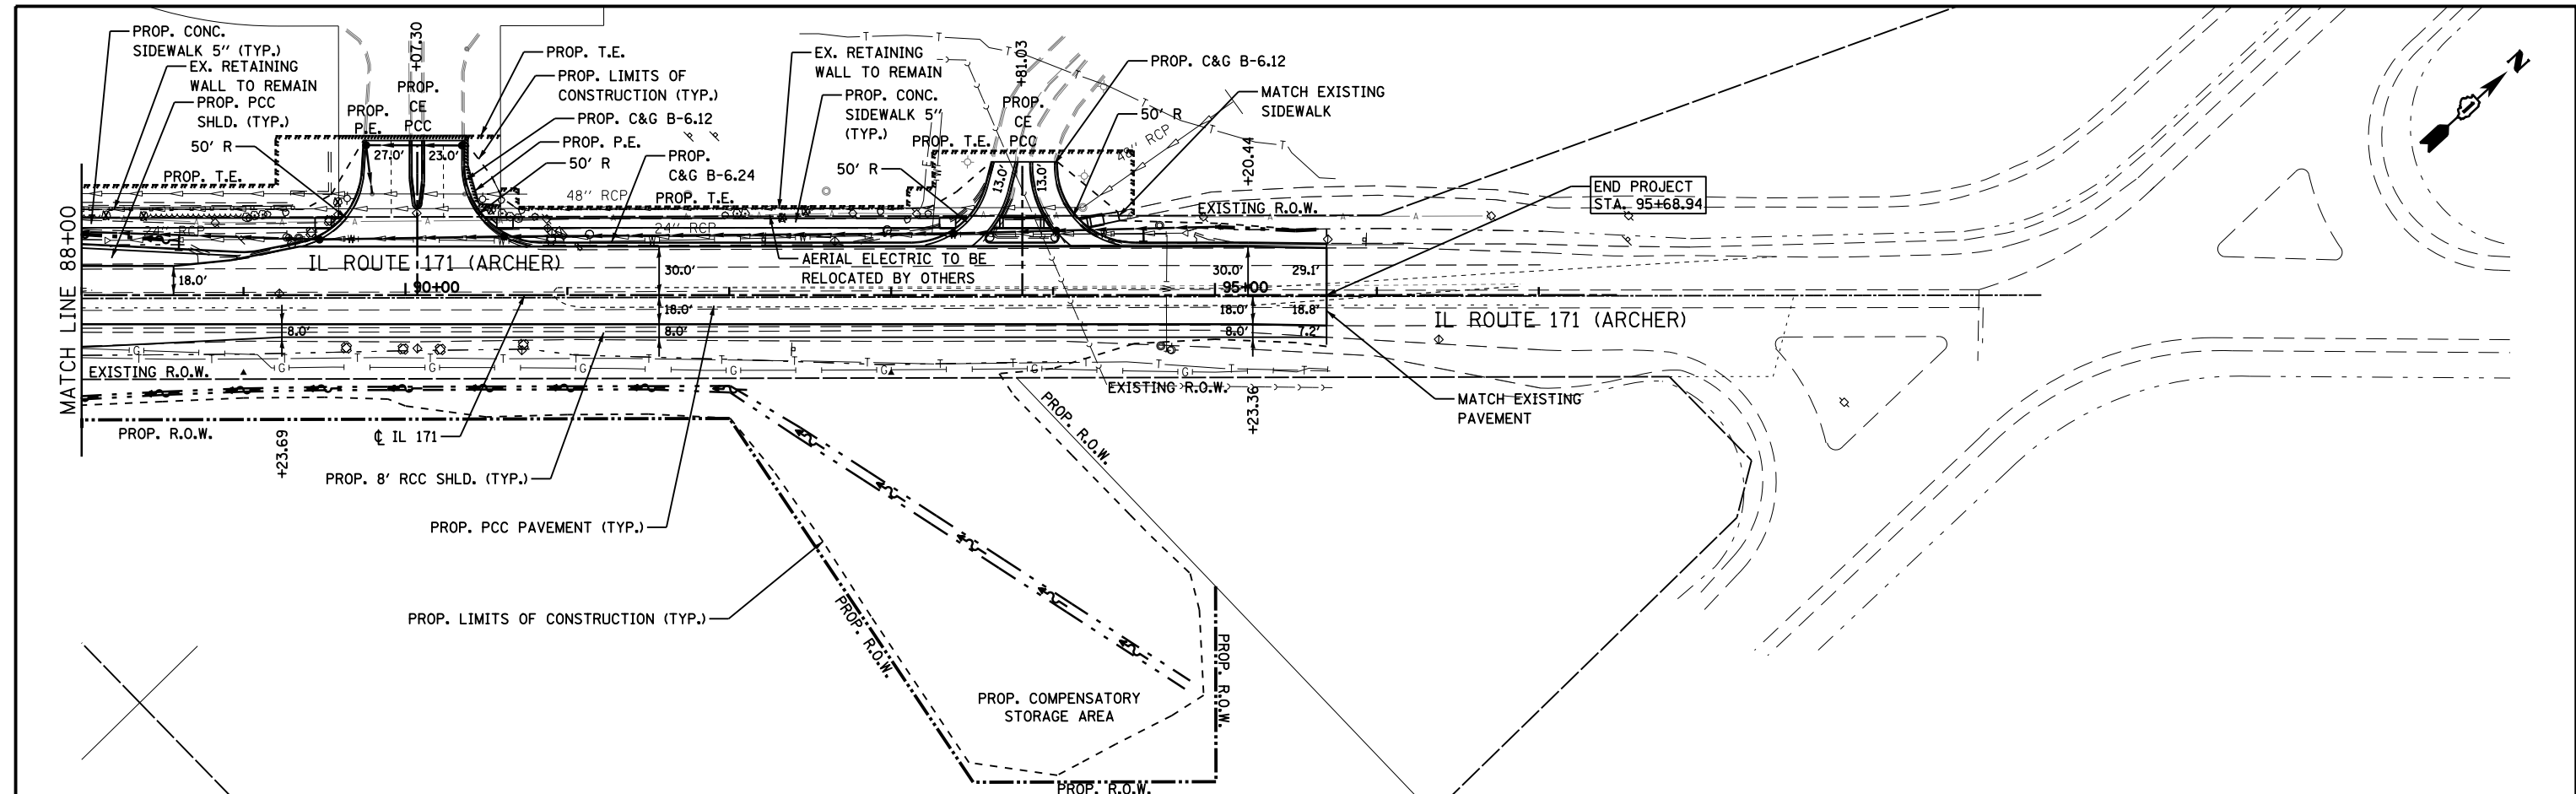 PROP. CONC.
SIDEWALK 5" (TYP.)
EX. RETAINING
WALL TO REMAIN
PROP. PCC
SHLD. (TYP.)
50' R
PROP. T.E.
+07.30
PROP.
P.E.
PROP.
CE
PCC
27.0'
23.0'
PROP. T.E.
PROP. LIMITS OF
CONSTRUCTION (TYP.)
PROP. C&G B-6.12
PROP. P.E.
50' R
PROP.
C&G B-6.24
48'' RCP
PROP. T.E.
24'' RCP
24'' RCP
EX. RETAINING
WALL TO REMAIN
PROP. CONC.
SIDEWALK 5"
(TYP.)
50' R
PROP. T.E.
+81.03
PROP.
CE
PCC
13.0'
13.0'
PROP. C&G B-6.12
MATCH EXISTING
SIDEWALK
50' R
48'' RCP
+20.44
EXISTING R.O.W.
END PROJECT
STA. 95+68.94
N
MATCH LINE 88+00
IL ROUTE 171 (ARCHER)
AERIAL ELECTRIC TO BE
RELOCATED BY OTHERS
18.0'
30.0'
30.0'
29.1'
90+00
95+00
18.0'
18.0'
18.8'
8.0'
8.0'
8.0'
7.2'
IL ROUTE 171 (ARCHER)
EXISTING R.O.W.
EXISTING R.O.W.
MATCH EXISTING
PAVEMENT
PROP. R.O.W.
+23.69
℄ IL 171
+23.36
PROP. R.O.W.
PROP. 8' RCC SHLD. (TYP.)
PROP. PCC PAVEMENT (TYP.)
PROP. LIMITS OF CONSTRUCTION (TYP.)
PROP. R.O.W.
PROP. R.O.W.
PROP. COMPENSATORY
STORAGE AREA
PROP. R.O.W.